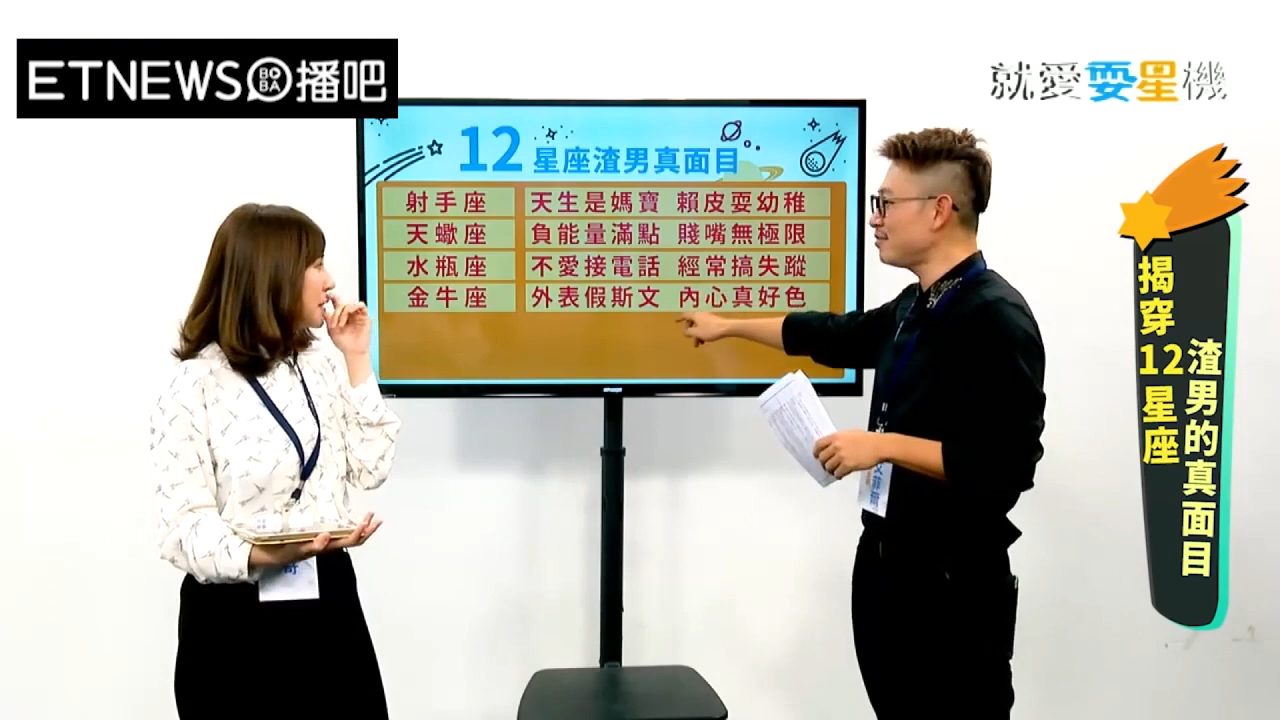 ETNEWS BOBA 播吧
就愛耍星機
12星座渣男真面目
射手座 天生是媽寶 賴皮耍幼稚
天蠍座 負能量滿點 賤嘴無極限
水瓶座 不愛接電話 經常搞失蹤
金牛座 外表假斯文 內心真好色
揭穿12星座
渣男的真面目